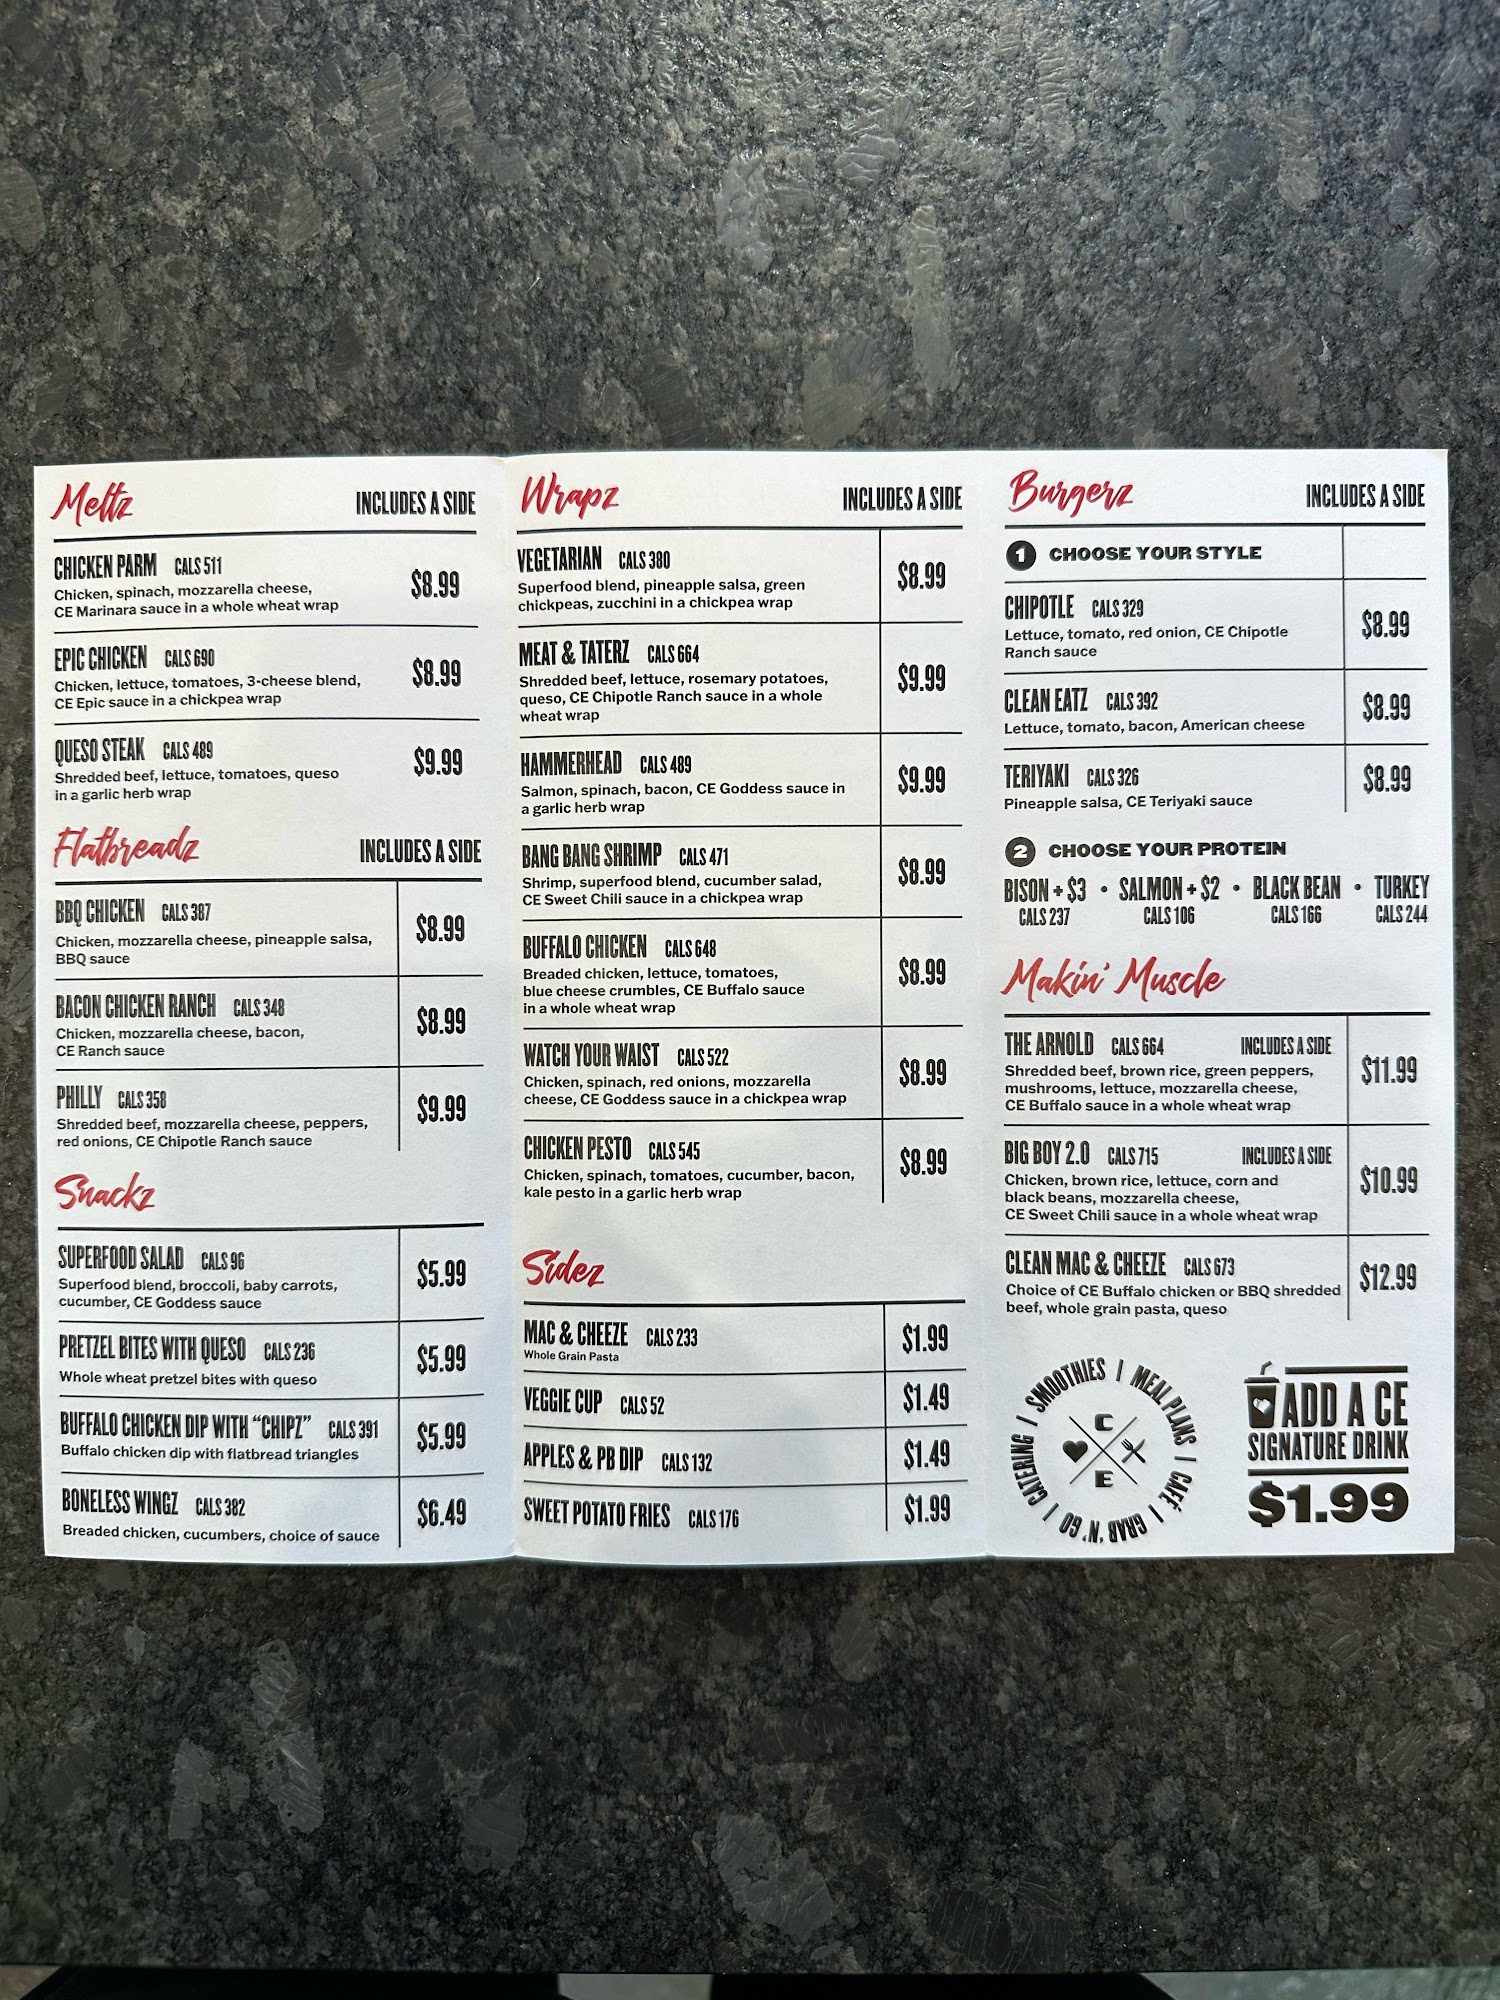 Meltz INCLUDES A SIDE
CHICKEN PARM CALS 511
Chicken, spinach, mozzarella cheese,
CE Marinara sauce in a whole wheat wrap
$8.99
EPIC CHICKEN CALS 690
Chicken, lettuce, tomatoes, 3-cheese blend,
CE Epic sauce in a chickpea wrap
$8.99
QUESO STEAK CALS 489
Shredded beef, lettuce, tomatoes, queso
in a garlic herb wrap
$9.99
Flatbreadz INCLUDES A SIDE
BBQ CHICKEN CALS 387
Chicken, mozzarella cheese, pineapple salsa,
BBQ sauce
$8.99
BACON CHICKEN RANCH CALS 348
Chicken, mozzarella cheese, bacon,
CE Ranch sauce
$8.99
PHILLY CALS 358
Shredded beef, mozzarella cheese, peppers,
red onions, CE Chipotle Ranch sauce
$9.99
Snackz
SUPERFOOD SALAD CALS 96
Superfood blend, broccoli, baby carrots,
cucumber, CE Goddess sauce
$5.99
PRETZEL BITES WITH QUESO CALS 236
Whole wheat pretzel bites with queso
$5.99
BUFFALO CHICKEN DIP WITH “CHIPZ” CALS 391
Buffalo chicken dip with flatbread triangles
$5.99
BONELESS WINGZ CALS 382
Breaded chicken, cucumbers, choice of sauce
$6.49
Wrapz INCLUDES A SIDE
VEGETARIAN CALS 380
Superfood blend, pineapple salsa, green
chickpeas, zucchini in a chickpea wrap
$8.99
MEAT & TATERZ CALS 664
Shredded beef, lettuce, rosemary potatoes,
queso, CE Chipotle Ranch sauce in a whole
wheat wrap
$9.99
HAMMERHEAD CALS 489
Salmon, spinach, bacon, CE Goddess sauce in
a garlic herb wrap
$9.99
BANG BANG SHRIMP CALS 471
Shrimp, superfood blend, cucumber salad,
CE Sweet Chili sauce in a chickpea wrap
$8.99
BUFFALO CHICKEN CALS 648
Breaded chicken, lettuce, tomatoes,
blue cheese crumbles, CE Buffalo sauce
in a whole wheat wrap
$8.99
WATCH YOUR WAIST CALS 522
Chicken, spinach, red onions, mozzarella
cheese, CE Goddess sauce in a chickpea wrap
$8.99
CHICKEN PESTO CALS 545
Chicken, spinach, tomatoes, cucumber, bacon,
kale pesto in a garlic herb wrap
$8.99
Sidez
MAC & CHEEZE CALS 233
Whole Grain Pasta
$1.99
VEGGIE CUP CALS 52
$1.49
APPLES & PB DIP CALS 132
$1.49
SWEET POTATO FRIES CALS 176
$1.99
Burgerz INCLUDES A SIDE
1 CHOOSE YOUR STYLE
CHIPOTLE CALS 329
Lettuce, tomato, red onion, CE Chipotle
Ranch sauce
$8.99
CLEAN EATZ CALS 392
Lettuce, tomato, bacon, American cheese
$8.99
TERIYAKI CALS 326
Pineapple salsa, CE Teriyaki sauce
$8.99
2 CHOOSE YOUR PROTEIN
BISON + $3 • SALMON + $2 • BLACK BEAN • TURKEY
CALS 237 CALS 106 CALS 166 CALS 244
Makin' Muscle
THE ARNOLD CALS 664 INCLUDES A SIDE
Shredded beef, brown rice, green peppers,
mushrooms, lettuce, mozzarella cheese,
CE Buffalo sauce in a whole wheat wrap
$11.99
BIG BOY 2.0 CALS 715 INCLUDES A SIDE
Chicken, brown rice, lettuce, corn and
black beans, mozzarella cheese,
CE Sweet Chili sauce in a whole wheat wrap
$10.99
CLEAN MAC & CHEEZE CALS 673
Choice of CE Buffalo chicken or BBQ shredded
beef, whole grain pasta, queso
$12.99
SMOOTHIES | MEAL PLANS | CAFÉ | GRAB 'N' GO | CATERING |
C
E
ADD A CE
SIGNATURE DRINK
$1.99